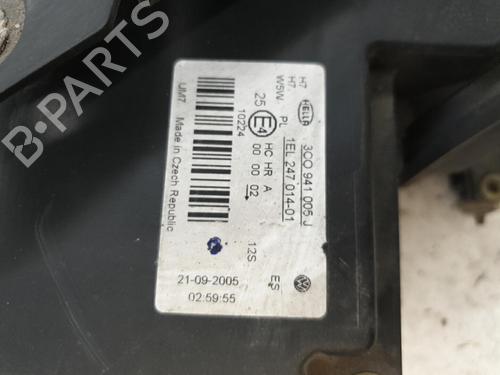 HELLA
3C0 941 005 J
1EL 247 014-01
H7
H7.
W5W
PL
25 E4
10224
HC HR A
00 00 02
UM7.
Made in Czech Republic
12S
ES
21-09-2005
02:59:55
B-PARTS